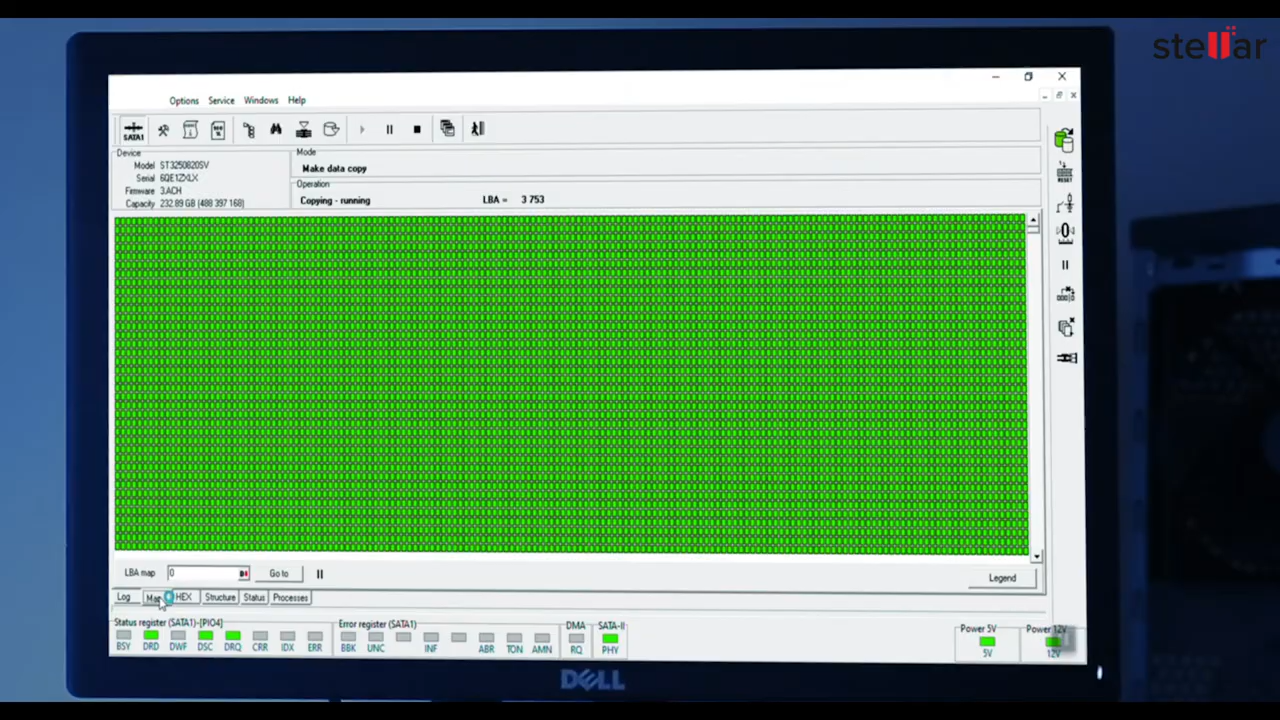 stellar
Options Service Windows Help
SATA1
Device
Model ST3250820SV
Serial 6QE1ZXLX
Firmware 3.ACH
Capacity 232.89 GB (488 397 168)
Mode
Make data copy
Operation
Copying - running LBA = 3 753
RESET
LBA map 0 Go to
Legend
Log Map HEX Structure Status Processes
Status register (SATA1)-[PIO4] Error register (SATA1) DMA SATA-II Power 5V Power 12V
BSY DRD DWF DSC DRQ CRR IDX ERR BBK UNC INF ABR TON AMN RQ PHY 5V 12V
DELL